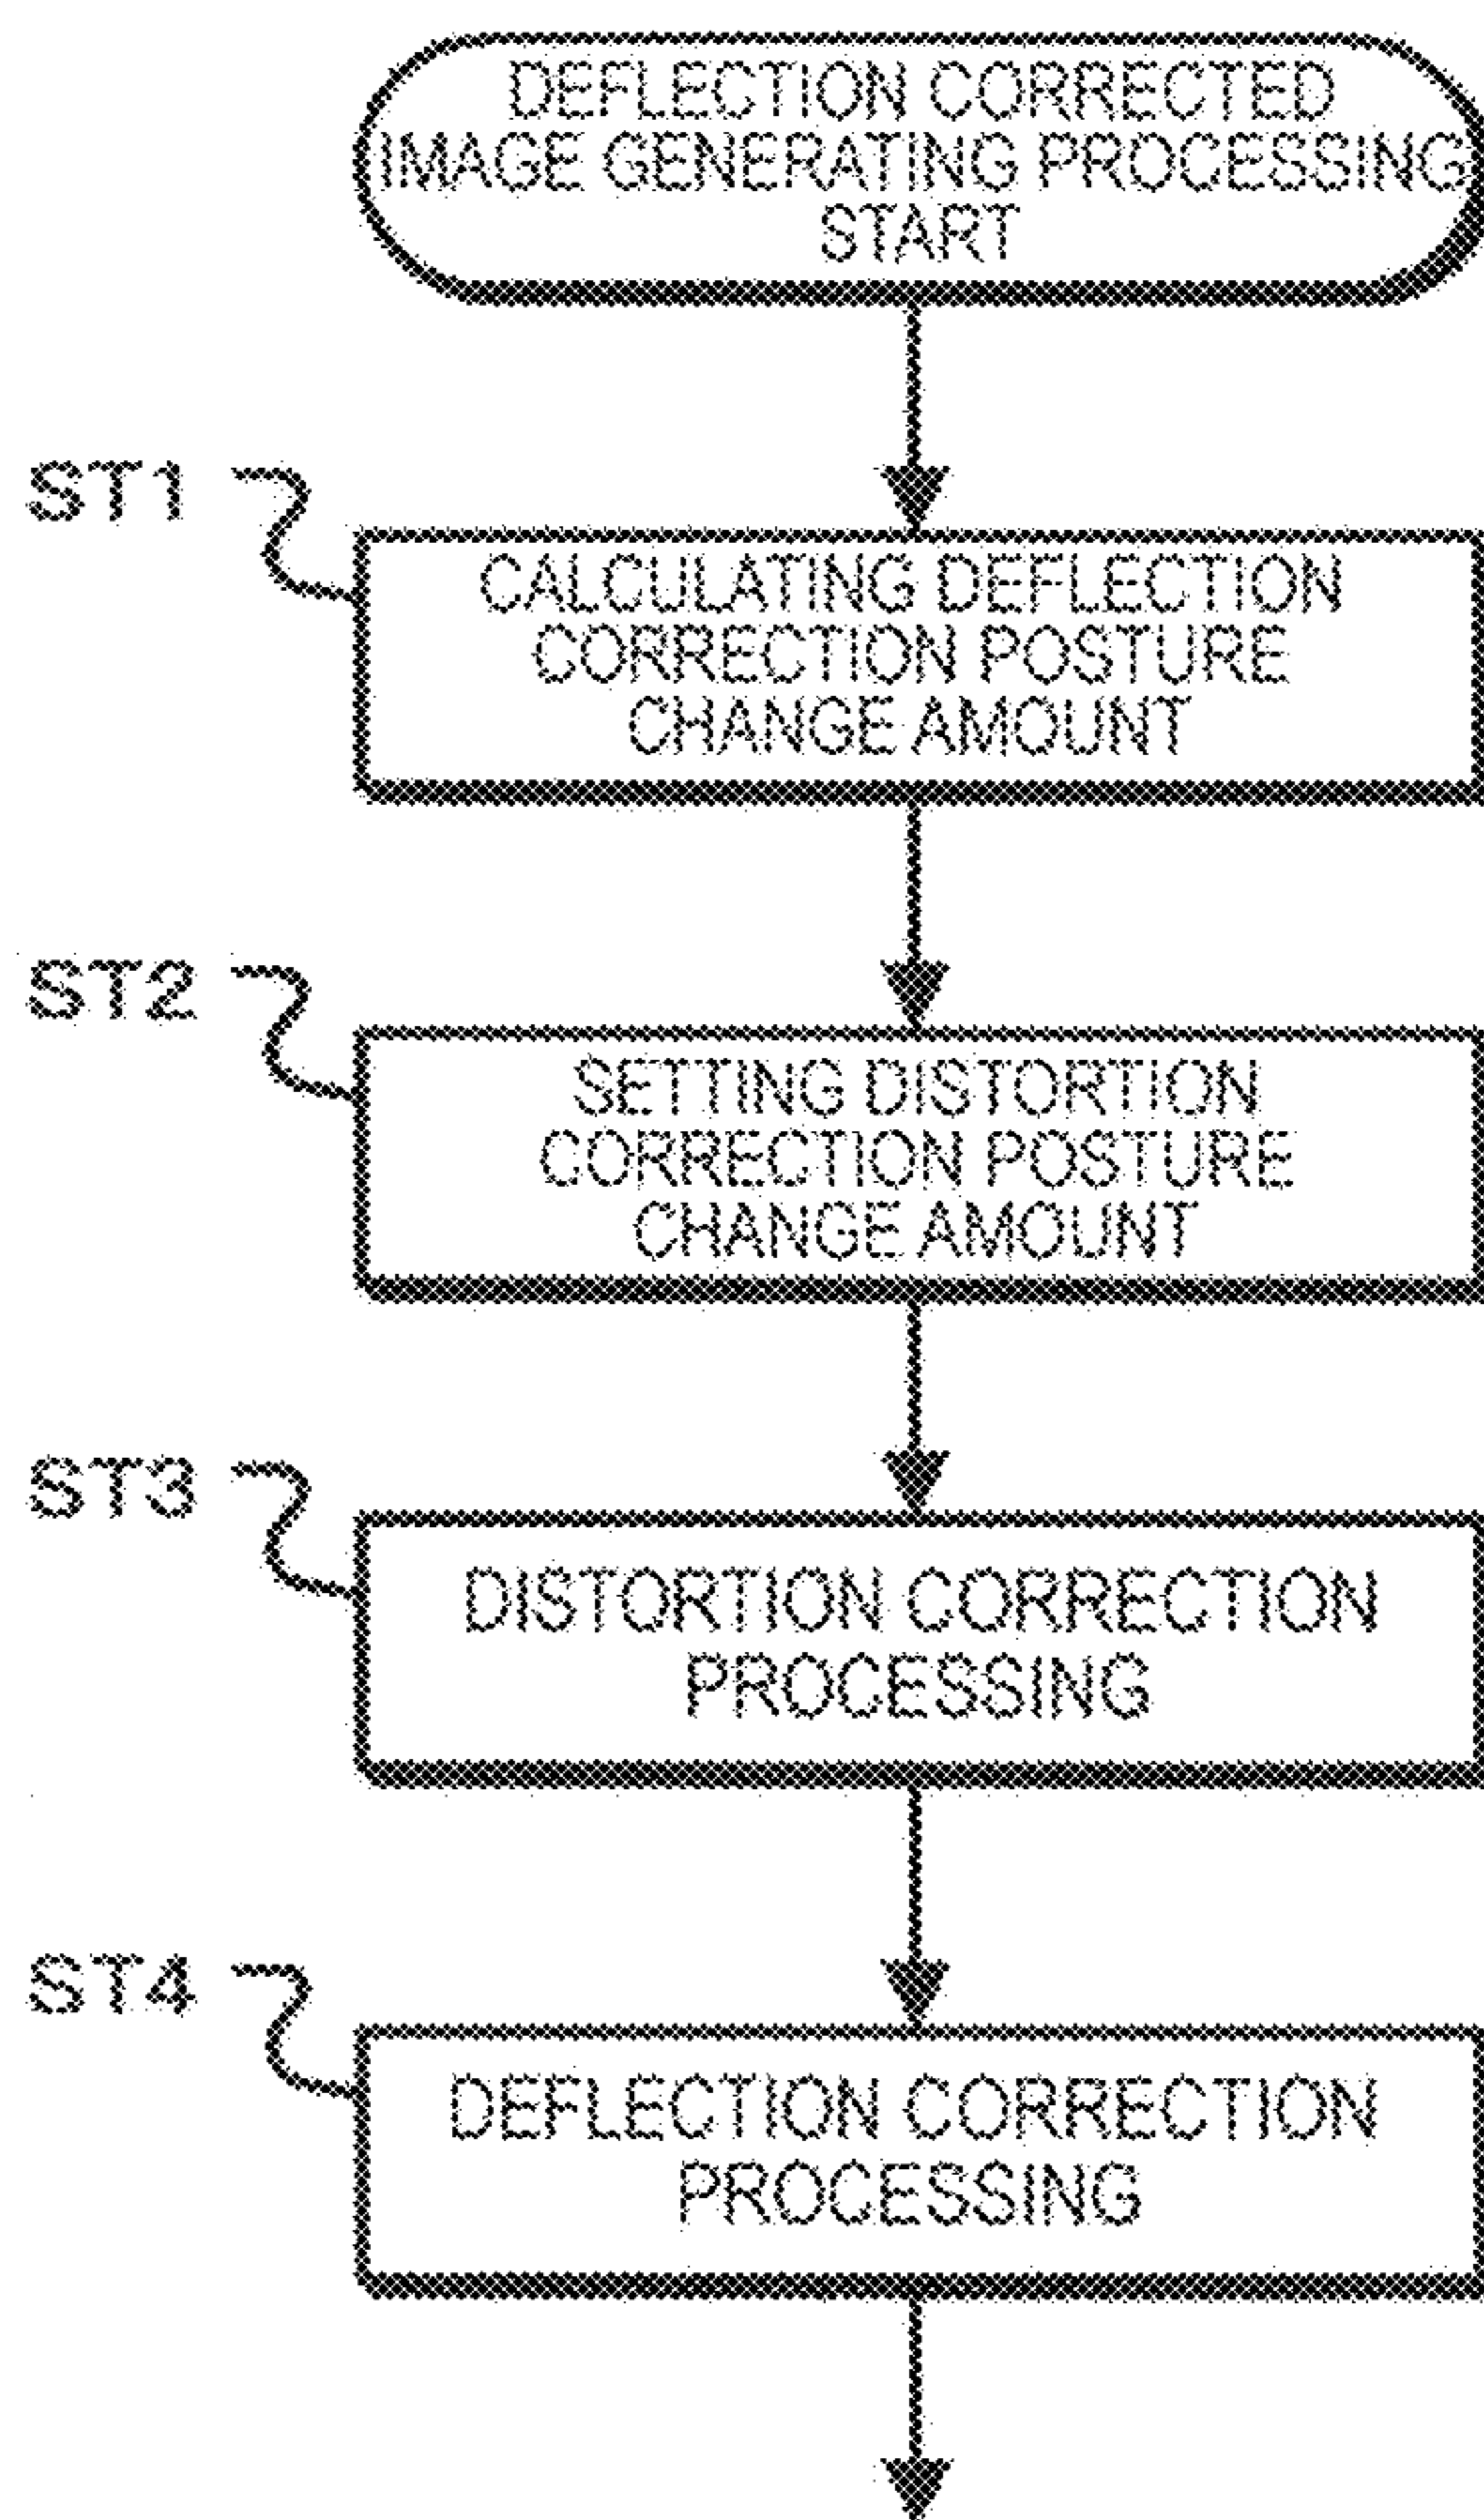 DEFLECTION CORRECTED
IMAGE GENERATING PROCESSING
START
ST1
CALCULATING DEFLECTION
CORRECTION POSTURE
CHANGE AMOUNT
ST2
SETTING DISTORTION
CORRECTION POSTURE
CHANGE AMOUNT
ST3
DISTORTION CORRECTION
PROCESSING
ST4
DEFLECTION CORRECTION
PROCESSING